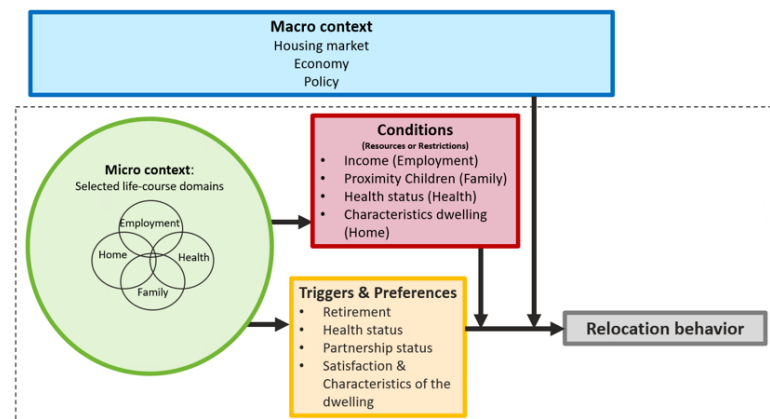 Macro context
Housing market
Economy
Policy
Micro context:
Selected life-course domains
Employment
Home
Health
Family
Conditions
(Resources or Restrictions)
• Income (Employment)
• Proximity Children (Family)
• Health status (Health)
• Characteristics dwelling
(Home)
Triggers & Preferences
• Retirement
• Health status
• Partnership status
• Satisfaction &
Characteristics of the
dwelling
Relocation behavior